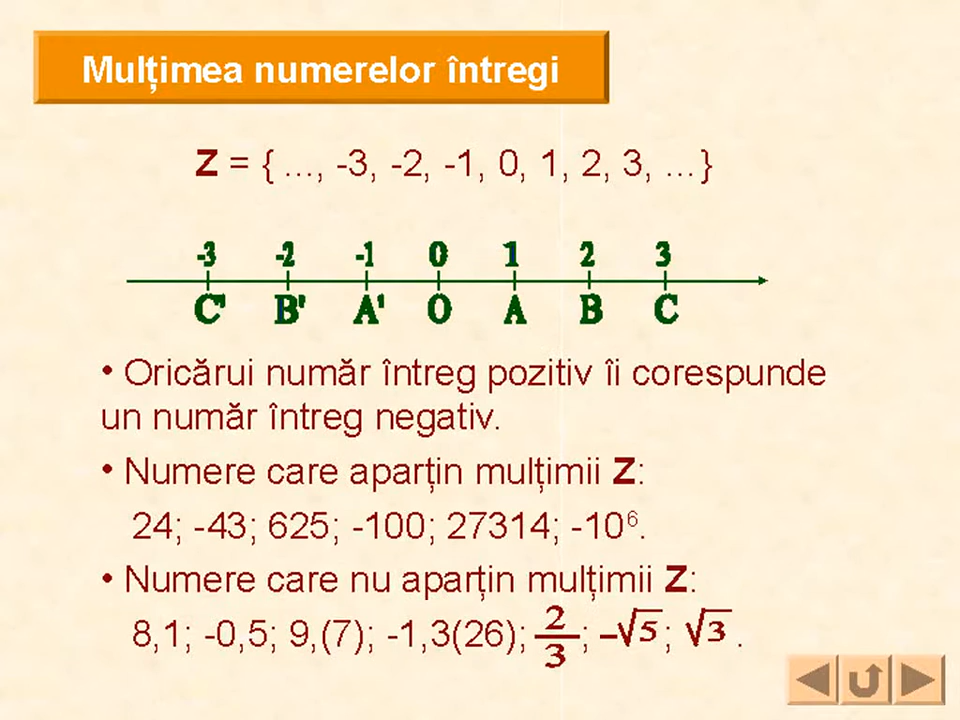 Mulțimea numerelor întregi
Z = { ..., -3, -2, -1, 0, 1, 2, 3, ... }
-3 -2 -1 0 1 2 3
C' B' A' O A B C
• Oricărui număr întreg pozitiv îi corespunde
un număr întreg negativ.
• Numere care aparțin mulțimii Z:
24; -43; 625; -100; 27314; -10⁶.
• Numere care nu aparțin mulțimii Z:
8,1; -0,5; 9,(7); -1,3(26); 2/3; -√5; √3.